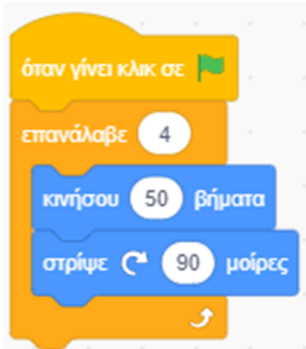 όταν γίνει κλικ σε
επανάλαβε 4
κινήσου 50 βήματα
στρίψε 90 μοίρες